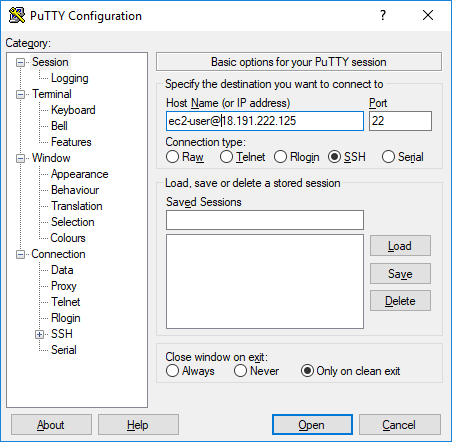 PuTTY Configuration
?
Category:
Session
Logging
Terminal
Keyboard
Bell
Features
Window
Appearance
Behaviour
Translation
Selection
Colours
Connection
Data
Proxy
Telnet
Rlogin
SSH
Serial
Basic options for your PuTTY session
Specify the destination you want to connect to
Host Name (or IP address) Port
ec2-user@18.191.222.125 22
Connection type:
Raw Telnet Rlogin SSH Serial
Load, save or delete a stored session
Saved Sessions
Load
Save
Delete
Close window on exit:
Always Never Only on clean exit
About Help Open Cancel